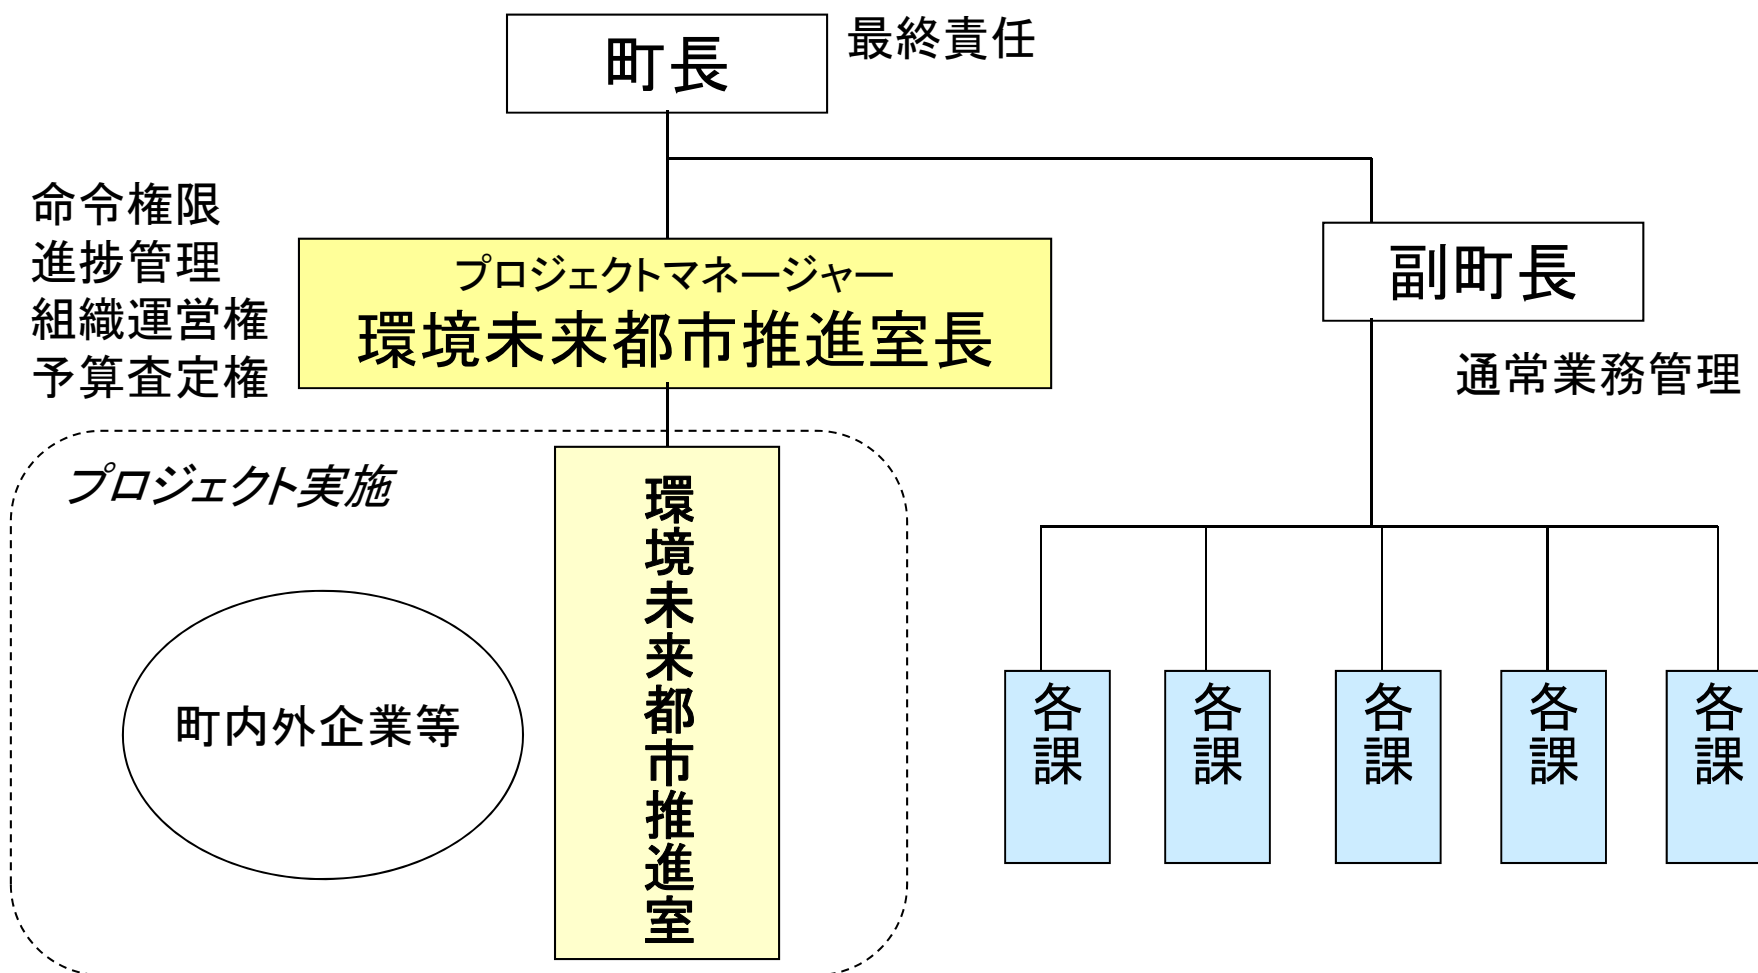 町長
最終責任
命令権限
進捗管理
組織運営権
予算査定権
プロジェクトマネージャー
環境未来都市推進室長
副町長
通常業務管理
プロジェクト実施
環境未来都市推進室
町内外企業等
各課
各課
各課
各課
各課